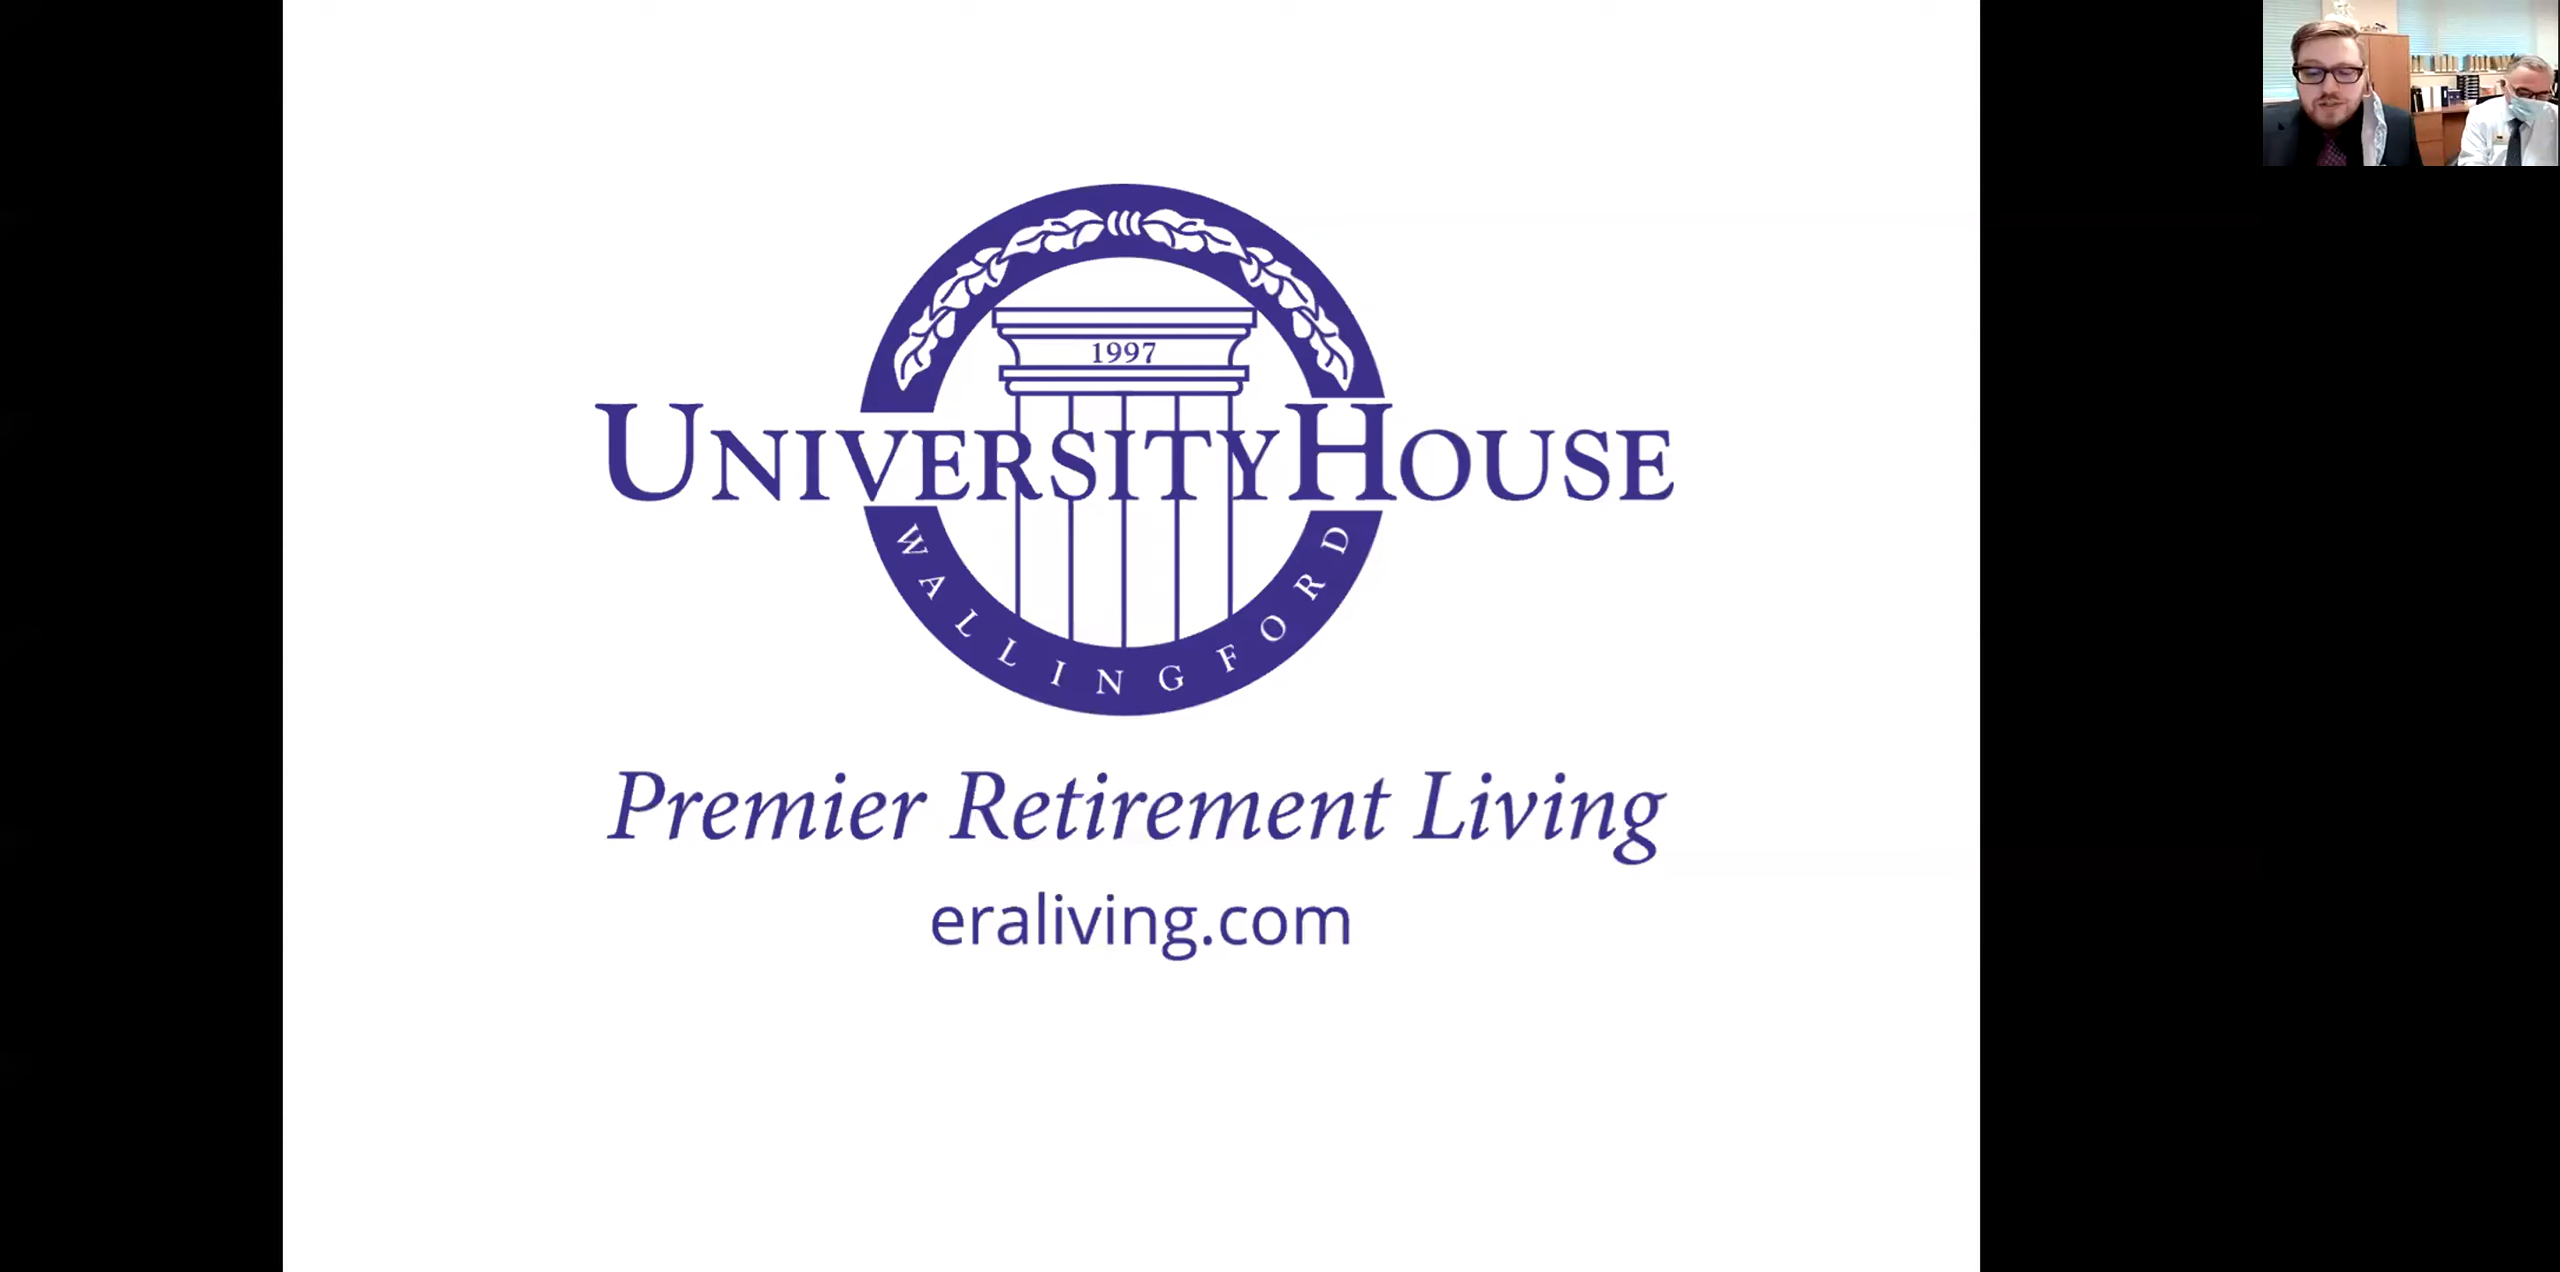 1997
UNIVERSITYHOUSE
WALLINGFORD
Premier Retirement Living
eraliving.com